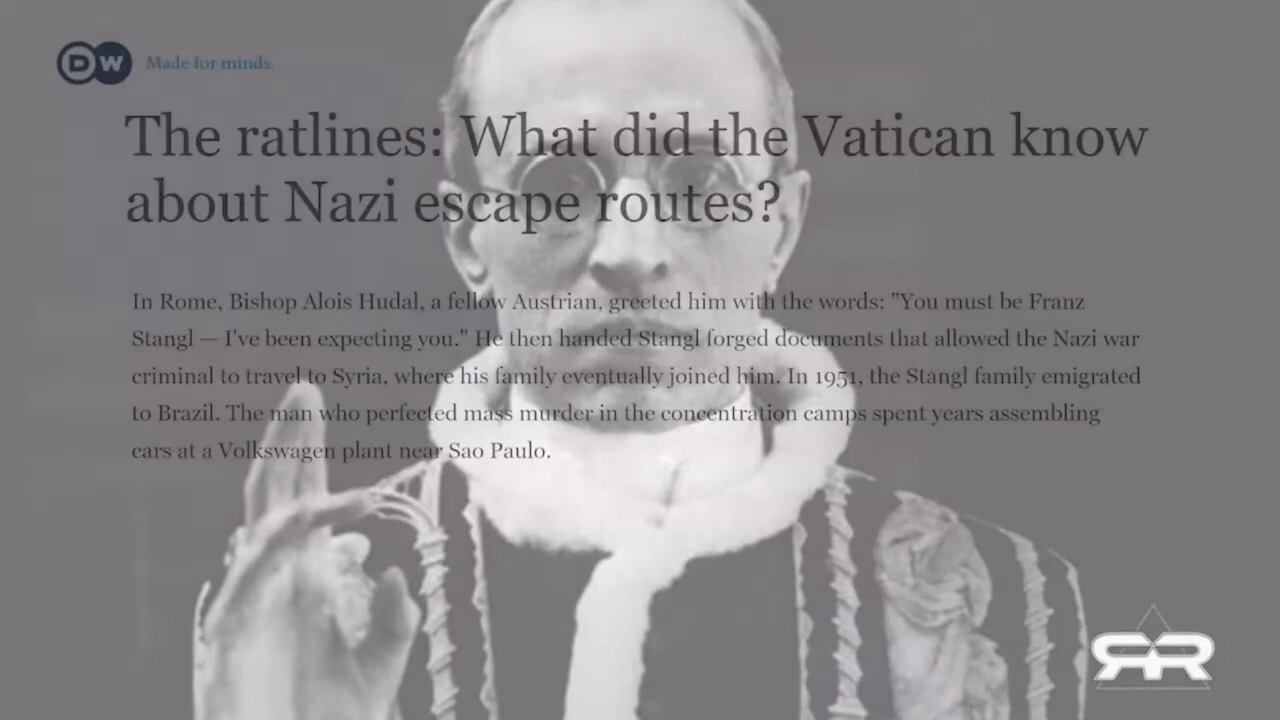 DW Made for minds.
The ratlines: What did the Vatican know
about Nazi escape routes?
In Rome, Bishop Alois Hudal, a fellow Austrian, greeted him with the words: "You must be Franz
Stangl — I've been expecting you." He then handed Stangl forged documents that allowed the Nazi war
criminal to travel to Syria, where his family eventually joined him. In 1951, the Stangl family emigrated
to Brazil. The man who perfected mass murder in the concentration camps spent years assembling
cars at a Volkswagen plant near Sao Paulo.
RR